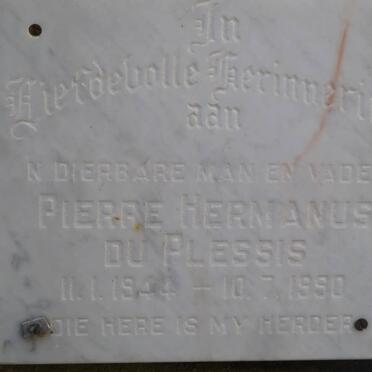 In
Liefdevolle Herinnering
aan
'N DIERBARE MAN EN VADE
PIERRE HERMANUS
DU PLESSIS
11.1.1944 – 10.7.1990
DIE HERE IS MY HERDER